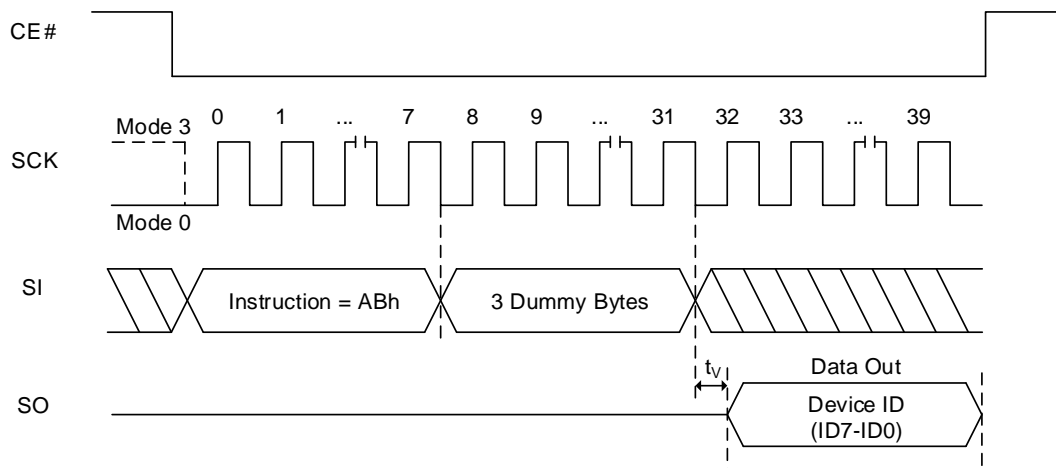 CE#
0 1 ... 7 8 9 ... 31 32 33 ... 39
Mode 3
SCK
Mode 0
SI
Instruction = ABh
3 Dummy Bytes
tV
Data Out
SO
Device ID
(ID7-ID0)